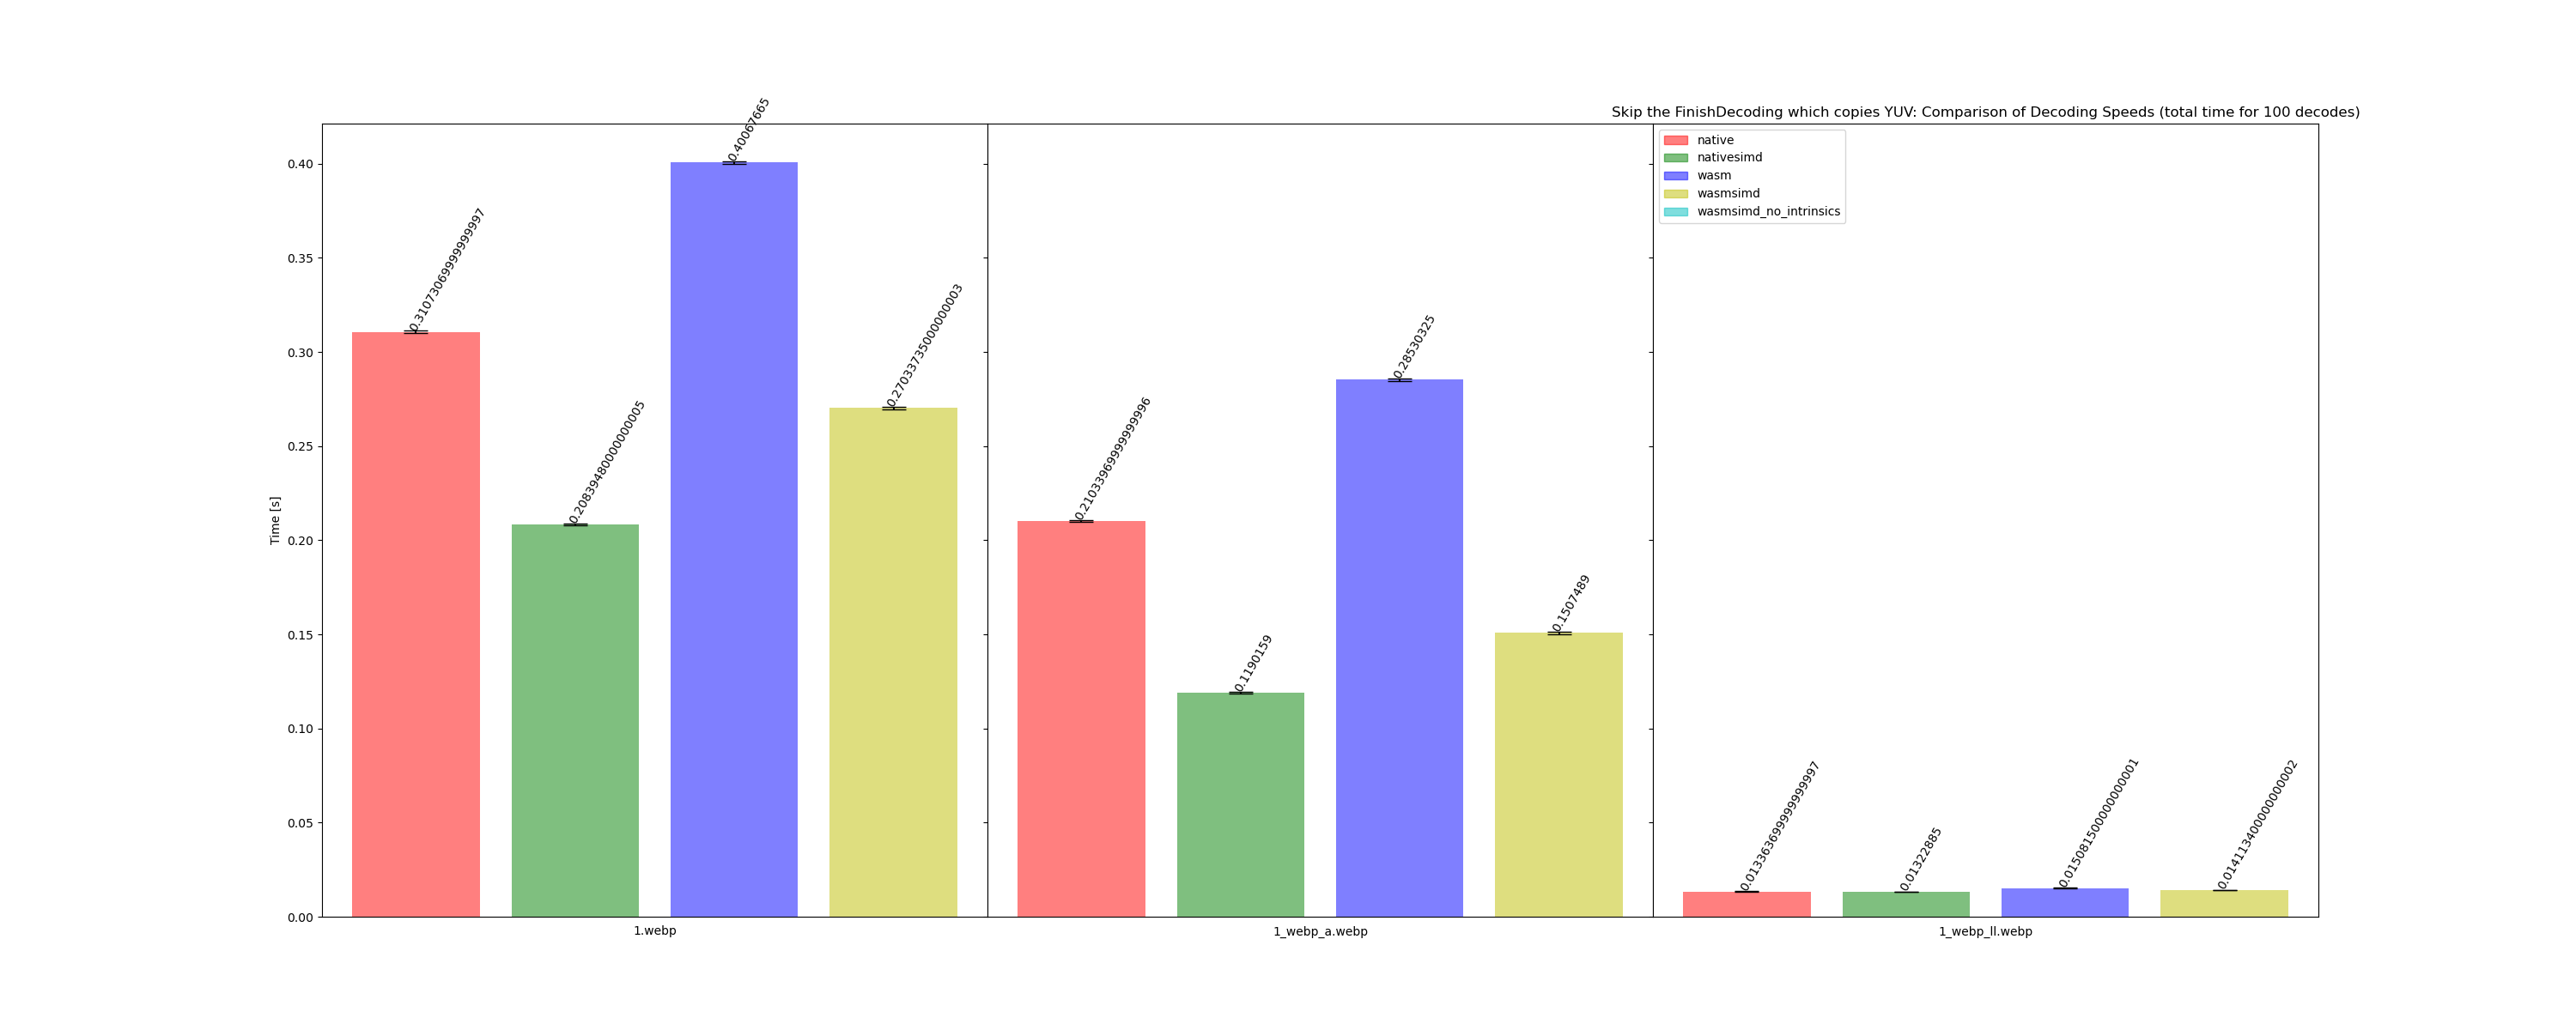 Skip the FinishDecoding which copies YUV: Comparison of Decoding Speeds (total time for 100 decodes)
native
nativesimd
wasm
wasmsimd
wasmsimd_no_intrinsics
Time [s]
0.40
0.35
0.30
0.25
0.20
0.15
0.10
0.05
0.00
0.31073069999999997
0.20839480000000005
0.40067665
0.27033735000000003
0.21033969999999996
0.1190159
0.28530325
0.1507489
0.013363699999999997
0.01322885
0.015081500000000001
0.014113400000000002
1.webp
1_webp_a.webp
1_webp_ll.webp